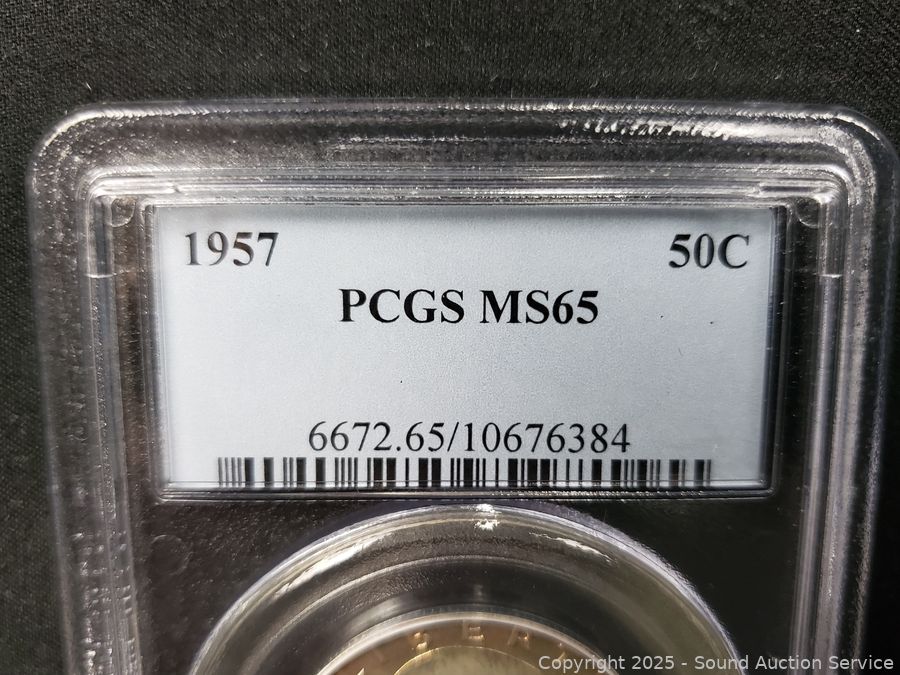 1957 50C
PCGS MS65
6672.65/10676384
Copyright 2025 - Sound Auction Service